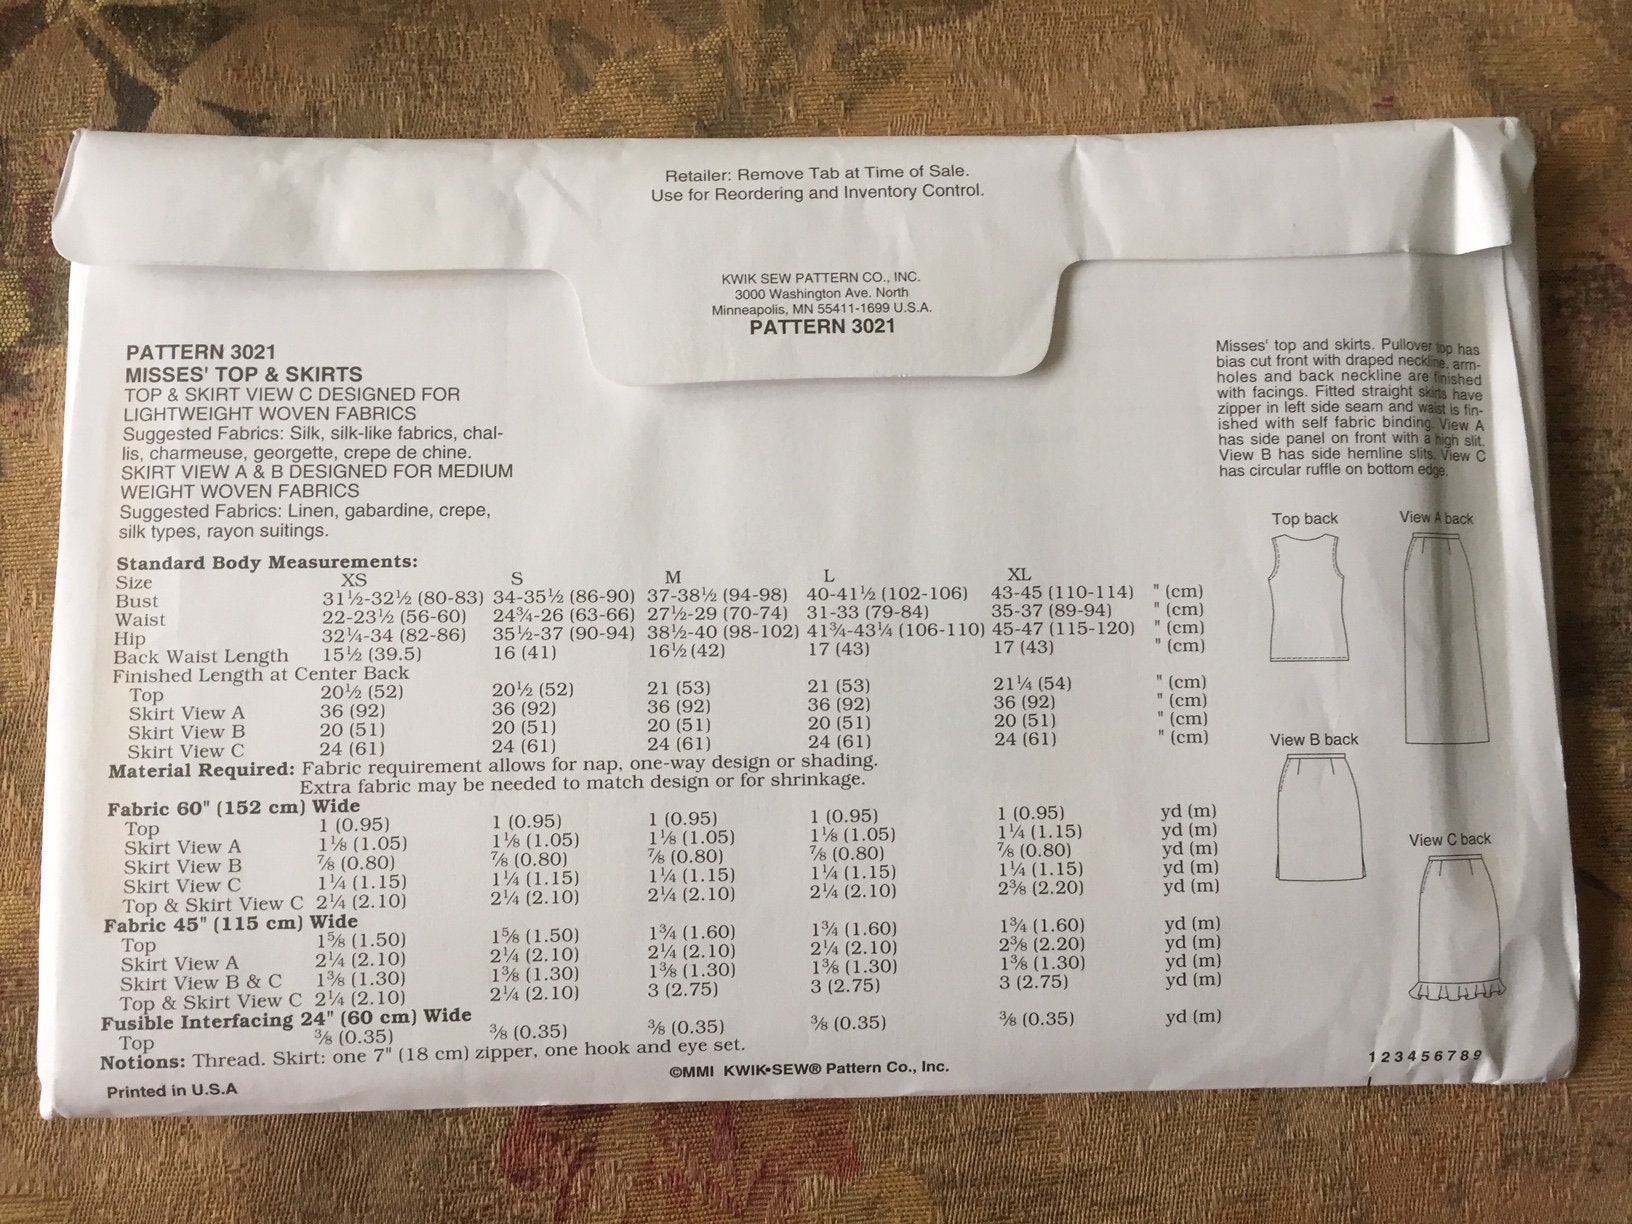 Retailer: Remove Tab at Time of Sale.
Use for Reordering and Inventory Control.
KWIK SEW PATTERN CO., INC.
3000 Washington Ave. North
Minneapolis, MN 55411-1699 U.S.A.
PATTERN 3021
PATTERN 3021
MISSES' TOP & SKIRTS
TOP & SKIRT VIEW C DESIGNED FOR
LIGHTWEIGHT WOVEN FABRICS
Suggested Fabrics: Silk, silk-like fabrics, chal-
lis, charmeuse, georgette, crepe de chine.
SKIRT VIEW A & B DESIGNED FOR MEDIUM
WEIGHT WOVEN FABRICS
Suggested Fabrics: Linen, gabardine, crepe,
silk types, rayon suitings.
Misses' top and skirts. Pullover top has
bias cut front with draped neckline, arm-
holes and back neckline are finished
with facings. Fitted straight skirts have
zipper in left side seam and waist is fin-
ished with self fabric binding. View A
has side panel on front with a high slit.
View B has side hemline slits. View C
has circular ruffle on bottom edge.
Top back View A back
View B back
View C back
Standard Body Measurements:
Size XS S M L XL
Bust 31½-32½ (80-83) 34-35½ (86-90) 37-38½ (94-98) 40-41½ (102-106) 43-45 (110-114) " (cm)
Waist 22-23½ (56-60) 24¾-26 (63-66) 27½-29 (70-74) 31-33 (79-84) 35-37 (89-94) " (cm)
Hip 32¼-34 (82-86) 35½-37 (90-94) 38½-40 (98-102) 41¾-43¼ (106-110) 45-47 (115-120) " (cm)
Back Waist Length 15½ (39.5) 16 (41) 16½ (42) 17 (43) 17 (43) " (cm)
Finished Length at Center Back
Top 20½ (52) 20½ (52) 21 (53) 21 (53) 21¼ (54) " (cm)
Skirt View A 36 (92) 36 (92) 36 (92) 36 (92) 36 (92) " (cm)
Skirt View B 20 (51) 20 (51) 20 (51) 20 (51) 20 (51) " (cm)
Skirt View C 24 (61) 24 (61) 24 (61) 24 (61) 24 (61) " (cm)
Material Required: Fabric requirement allows for nap, one-way design or shading.
Extra fabric may be needed to match design or for shrinkage.
Fabric 60" (152 cm) Wide
Top 1 (0.95) 1 (0.95) 1 (0.95) 1 (0.95) 1 (0.95) yd (m)
Skirt View A 1⅛ (1.05) 1⅛ (1.05) 1⅛ (1.05) 1⅛ (1.05) 1¼ (1.15) yd (m)
Skirt View B ⅞ (0.80) ⅞ (0.80) ⅞ (0.80) ⅞ (0.80) ⅞ (0.80) yd (m)
Skirt View C 1¼ (1.15) 1¼ (1.15) 1¼ (1.15) 1¼ (1.15) 1¼ (1.15) yd (m)
Top & Skirt View C 2¼ (2.10) 2¼ (2.10) 2¼ (2.10) 2¼ (2.10) 2⅜ (2.20) yd (m)
Fabric 45" (115 cm) Wide
Top 1⅝ (1.50) 1⅝ (1.50) 1¾ (1.60) 1¾ (1.60) 1¾ (1.60) yd (m)
Skirt View A 2¼ (2.10) 2¼ (2.10) 2¼ (2.10) 2¼ (2.10) 2⅜ (2.20) yd (m)
Skirt View B & C 1⅜ (1.30) 1⅜ (1.30) 1⅜ (1.30) 1⅜ (1.30) 1⅜ (1.30) yd (m)
Top & Skirt View C 2¼ (2.10) 2¼ (2.10) 3 (2.75) 3 (2.75) 3 (2.75) yd (m)
Fusible Interfacing 24" (60 cm) Wide
Top ⅜ (0.35) ⅜ (0.35) ⅜ (0.35) ⅜ (0.35) ⅜ (0.35) yd (m)
Notions: Thread. Skirt: one 7" (18 cm) zipper, one hook and eye set.
1 2 3 4 5 6 7 8 9
©MMI KWIK•SEW® Pattern Co., Inc.
Printed in U.S.A